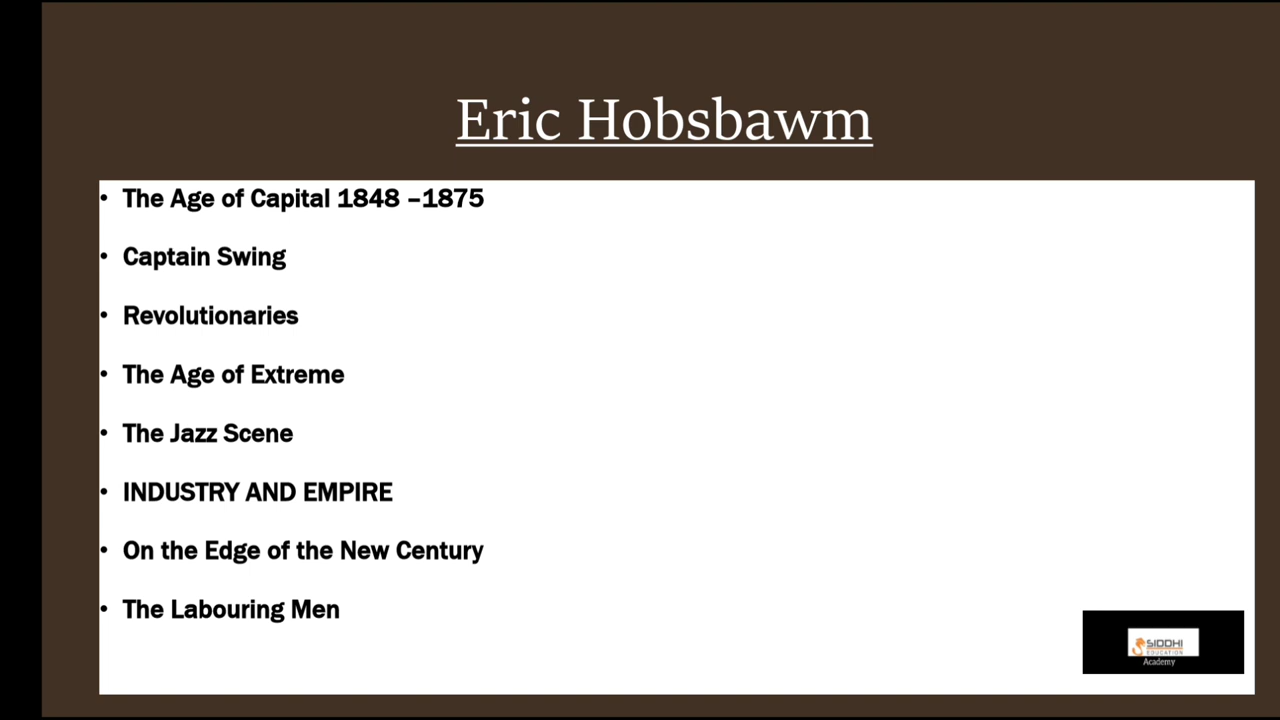 Eric Hobsbawm
• The Age of Capital 1848 –1875
• Captain Swing
• Revolutionaries
• The Age of Extreme
• The Jazz Scene
• INDUSTRY AND EMPIRE
• On the Edge of the New Century
• The Labouring Men
SIDDHI
EDUCATION
Academy